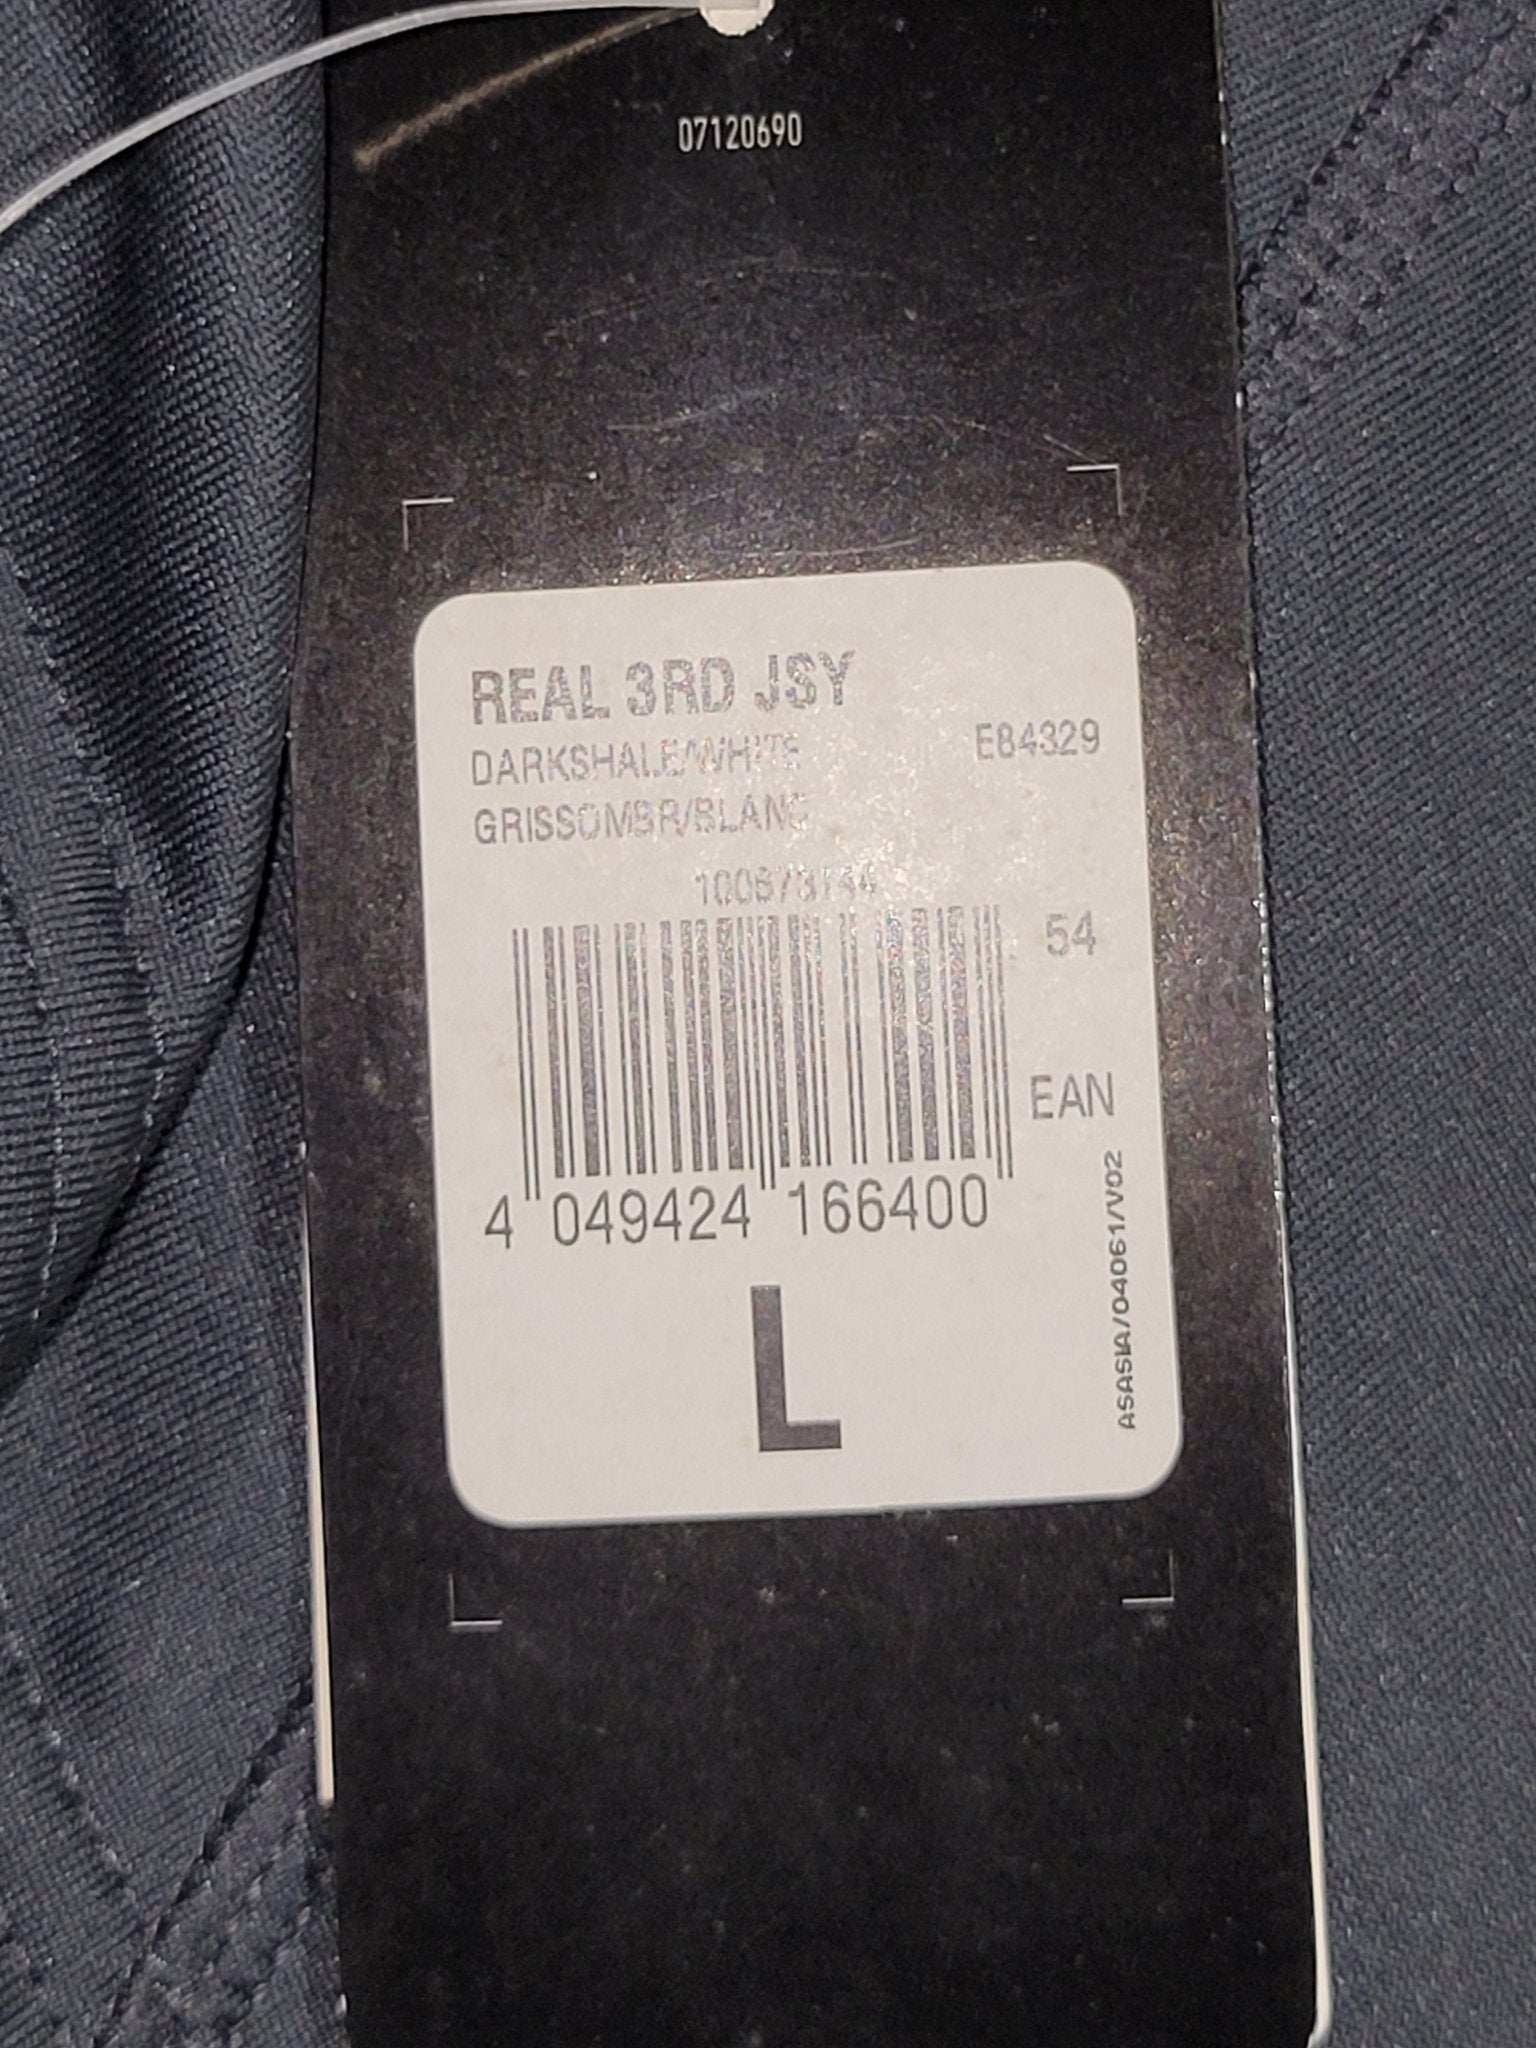 07120690
REAL 3RD JSY
DARKSHALE/WHITE E84329
GRISSOMBR/BLANC
54
EAN
4 049424 166400
L
ASASIA/04061/V02